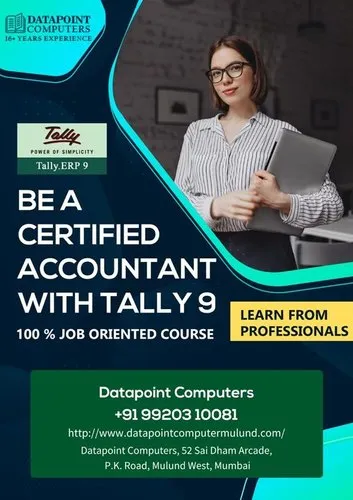 DATAPOINT
COMPUTERS
16+ YEARS EXPERIENCE
Tally
POWER OF SIMPLICITY
Tally.ERP 9
BE A
CERTIFIED
ACCOUNTANT
WITH TALLY 9
100 % JOB ORIENTED COURSE
LEARN FROM
PROFESSIONALS
Datapoint Computers
+91 99203 10081
http://www.datapointcomputermulund.com/
Datapoint Computers, 52 Sai Dham Arcade,
P.K. Road, Mulund West, Mumbai